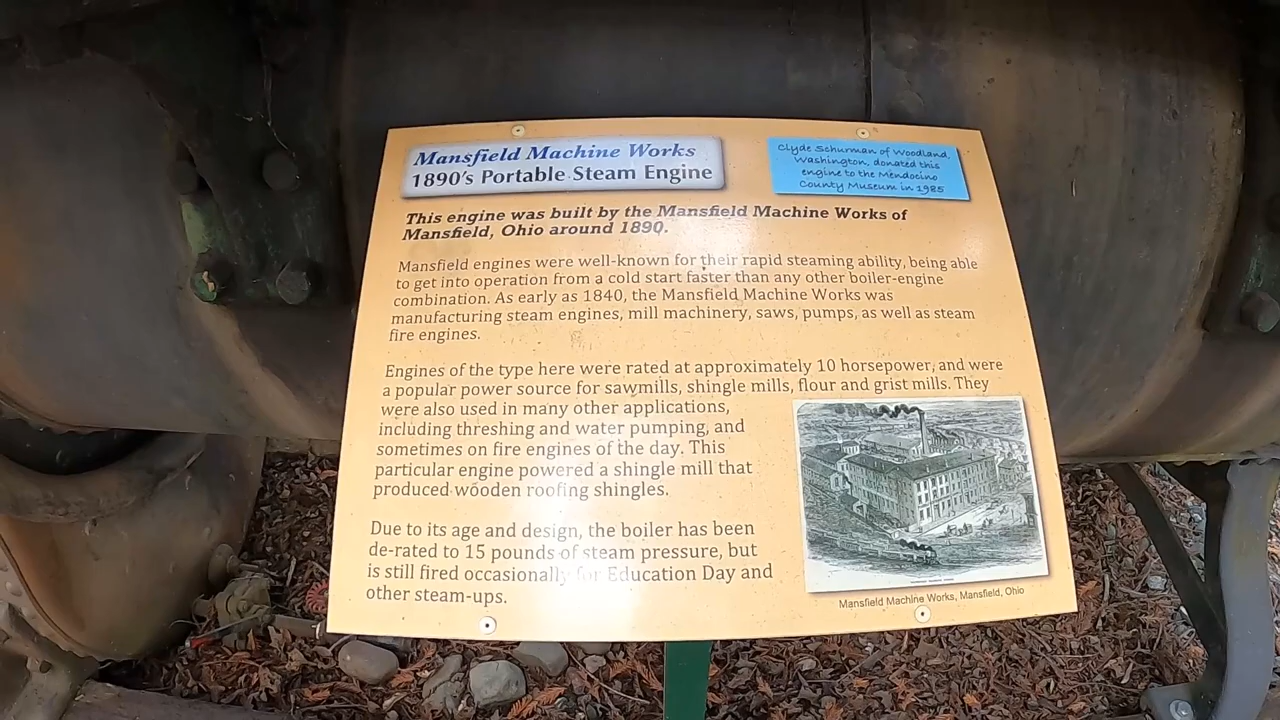 Mansfield Machine Works
1890's Portable Steam Engine
Clyde Schurman of Woodland,
Washington, donated this
engine to the Mendocino
County Museum in 1985
This engine was built by the Mansfield Machine Works of
Mansfield, Ohio around 1890.
Mansfield engines were well-known for their rapid steaming ability, being able
to get into operation from a cold start faster than any other boiler-engine
combination. As early as 1840, the Mansfield Machine Works was
manufacturing steam engines, mill machinery, saws, pumps, as well as steam
fire engines.
Engines of the type here were rated at approximately 10 horsepower, and were
a popular power source for sawmills, shingle mills, flour and grist mills. They
were also used in many other applications,
including threshing and water pumping, and
sometimes on fire engines of the day. This
particular engine powered a shingle mill that
produced wooden roofing shingles.
Due to its age and design, the boiler has been
de-rated to 15 pounds of steam pressure, but
is still fired occasionally for Education Day and
other steam-ups.
Mansfield Machine Works, Mansfield, Ohio